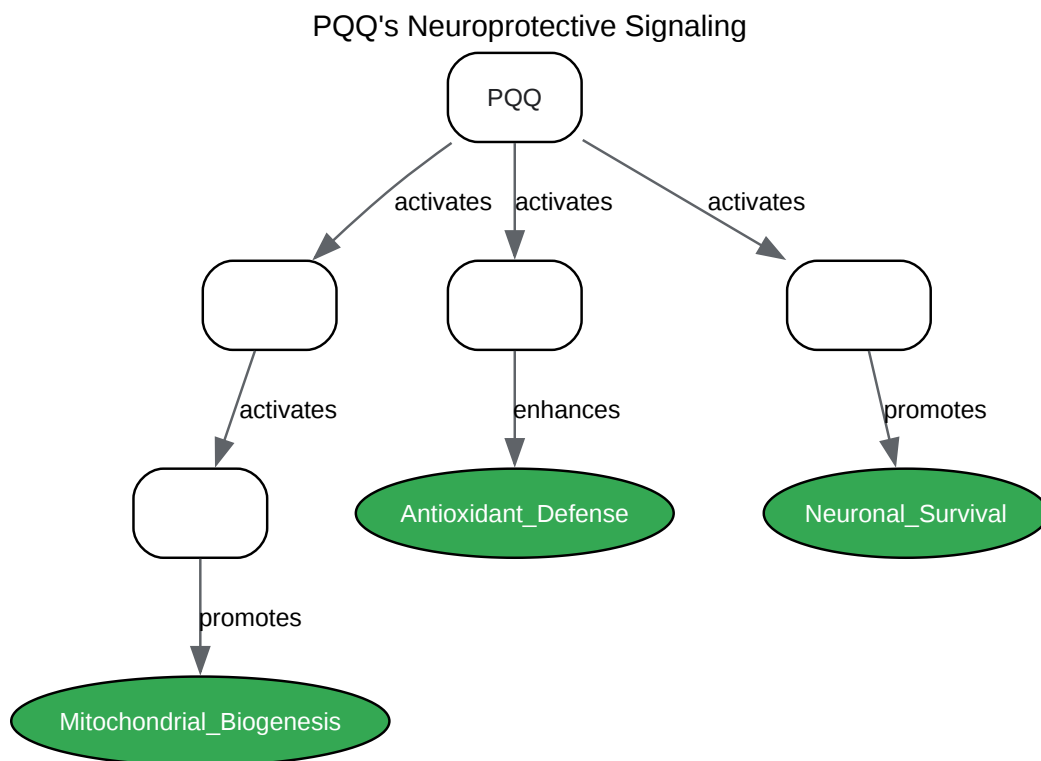 PQQ's Neuroprotective Signaling
PQQ
activates
activates
activates
activates
enhances
promotes
Antioxidant_Defense
Neuronal_Survival
promotes
Mitochondrial_Biogenesis